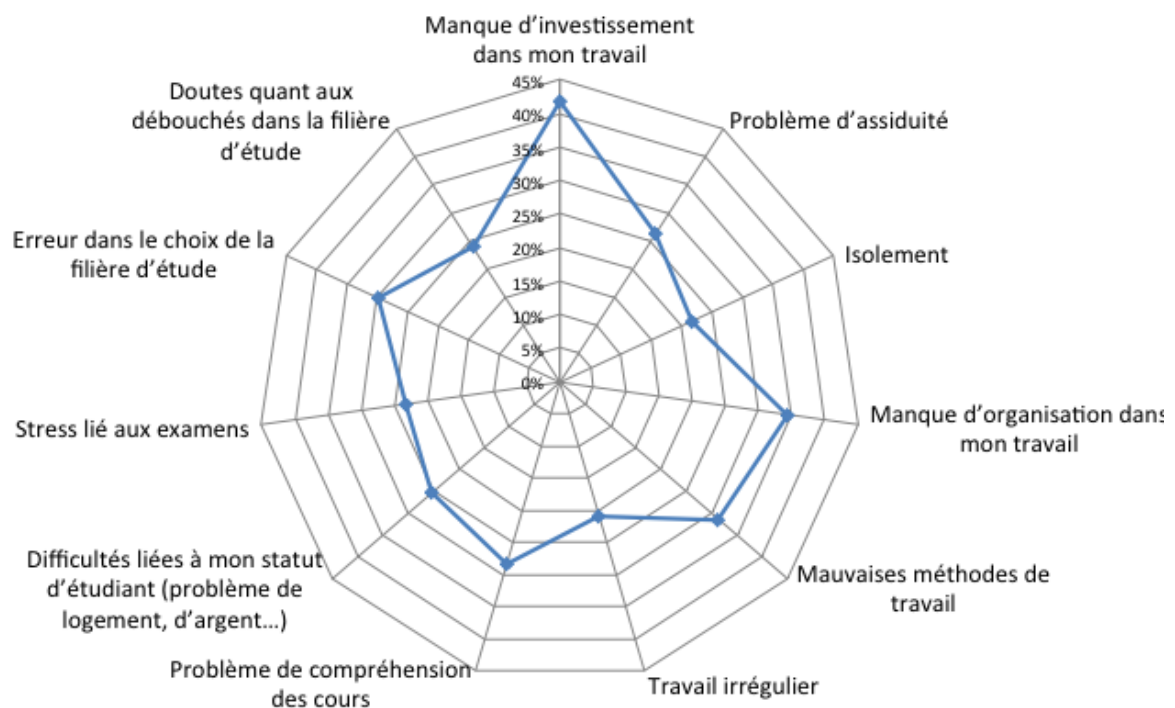 Manque d’investissement
dans mon travail
Problème d’assiduité
Isolement
Manque d’organisation dans
mon travail
Mauvaises méthodes de
travail
Travail irrégulier
Problème de compréhension
des cours
Difficultés liées à mon statut
d’étudiant (problème de
logement, d’argent…)
Stress lié aux examens
Erreur dans le choix de la
filière d’étude
Doutes quant aux
débouchés dans la filière
d’étude
45%
40%
35%
30%
25%
20%
15%
10%
5%
0%